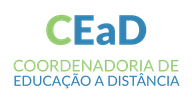 CEaD
COORDENADORIA DE
EDUCAÇÃO A DISTÂNCIA